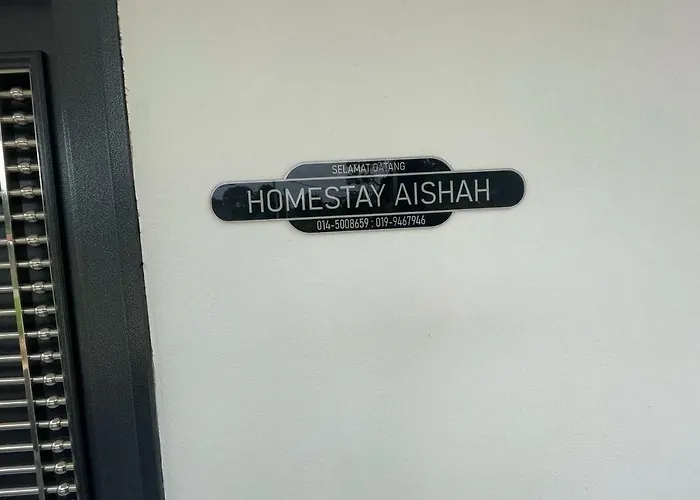 SELAMAT DATANG
HOMESTAY AISHAH
014-5008659 : 019-9467946